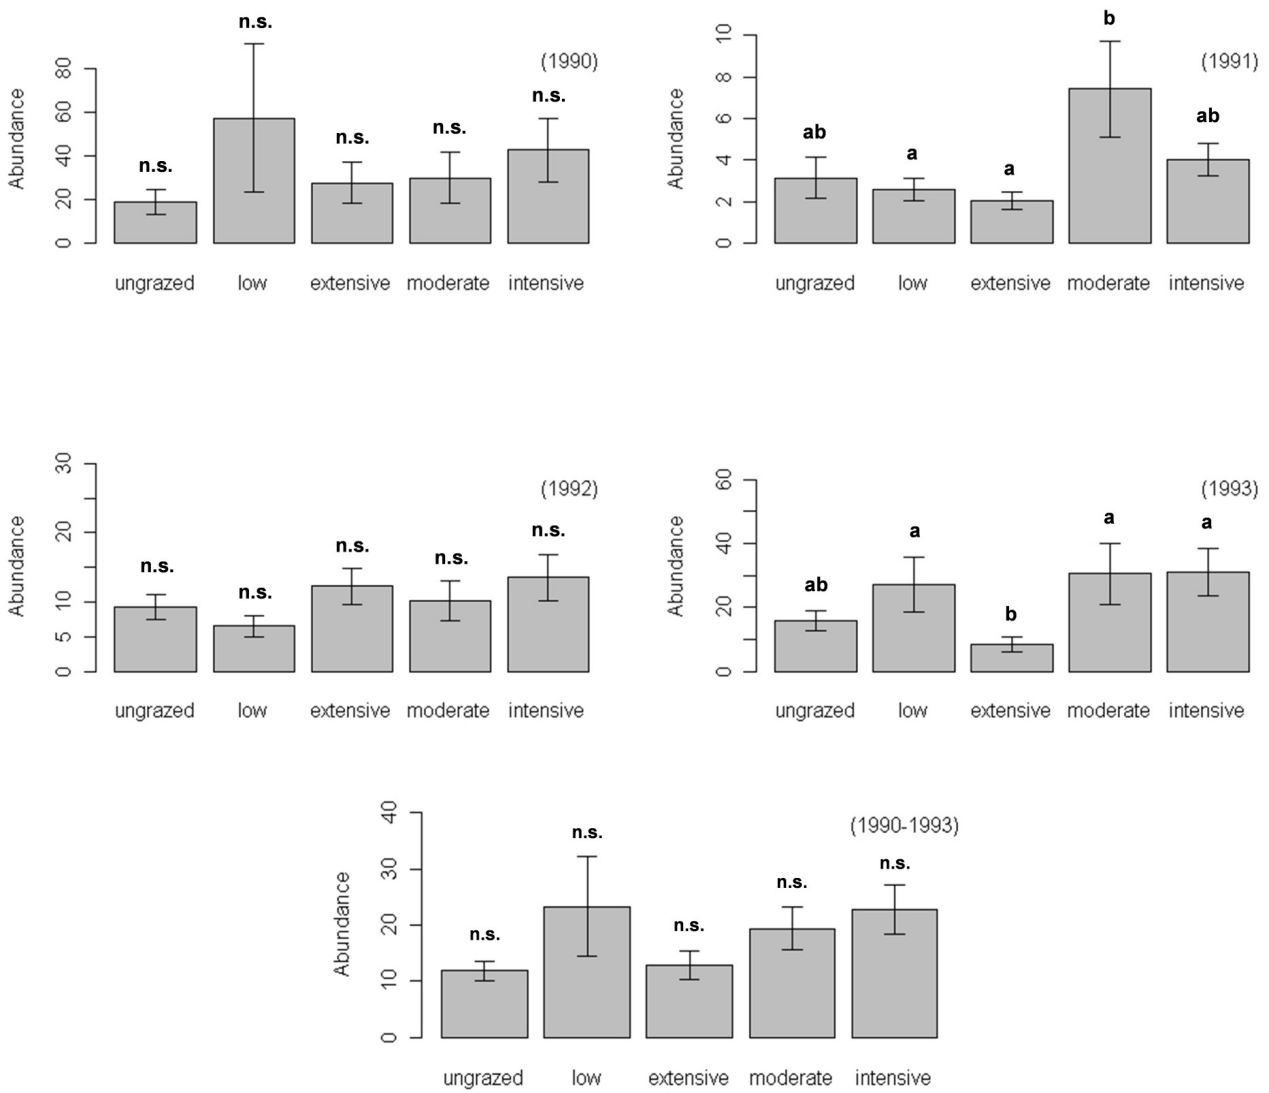 n.s. n.s. n.s. n.s. n.s.
(1990)
Abundance
80
60
40
20
0
ungrazed low extensive moderate intensive
ab a a b ab
(1991)
Abundance
10
8
6
4
2
0
ungrazed low extensive moderate intensive
n.s. n.s. n.s. n.s. n.s.
(1992)
Abundance
30
20
10
5
0
ungrazed low extensive moderate intensive
ab a b a a
(1993)
Abundance
60
40
20
0
ungrazed low extensive moderate intensive
n.s. n.s. n.s. n.s. n.s.
(1990-1993)
Abundance
40
30
20
10
0
ungrazed low extensive moderate intensive